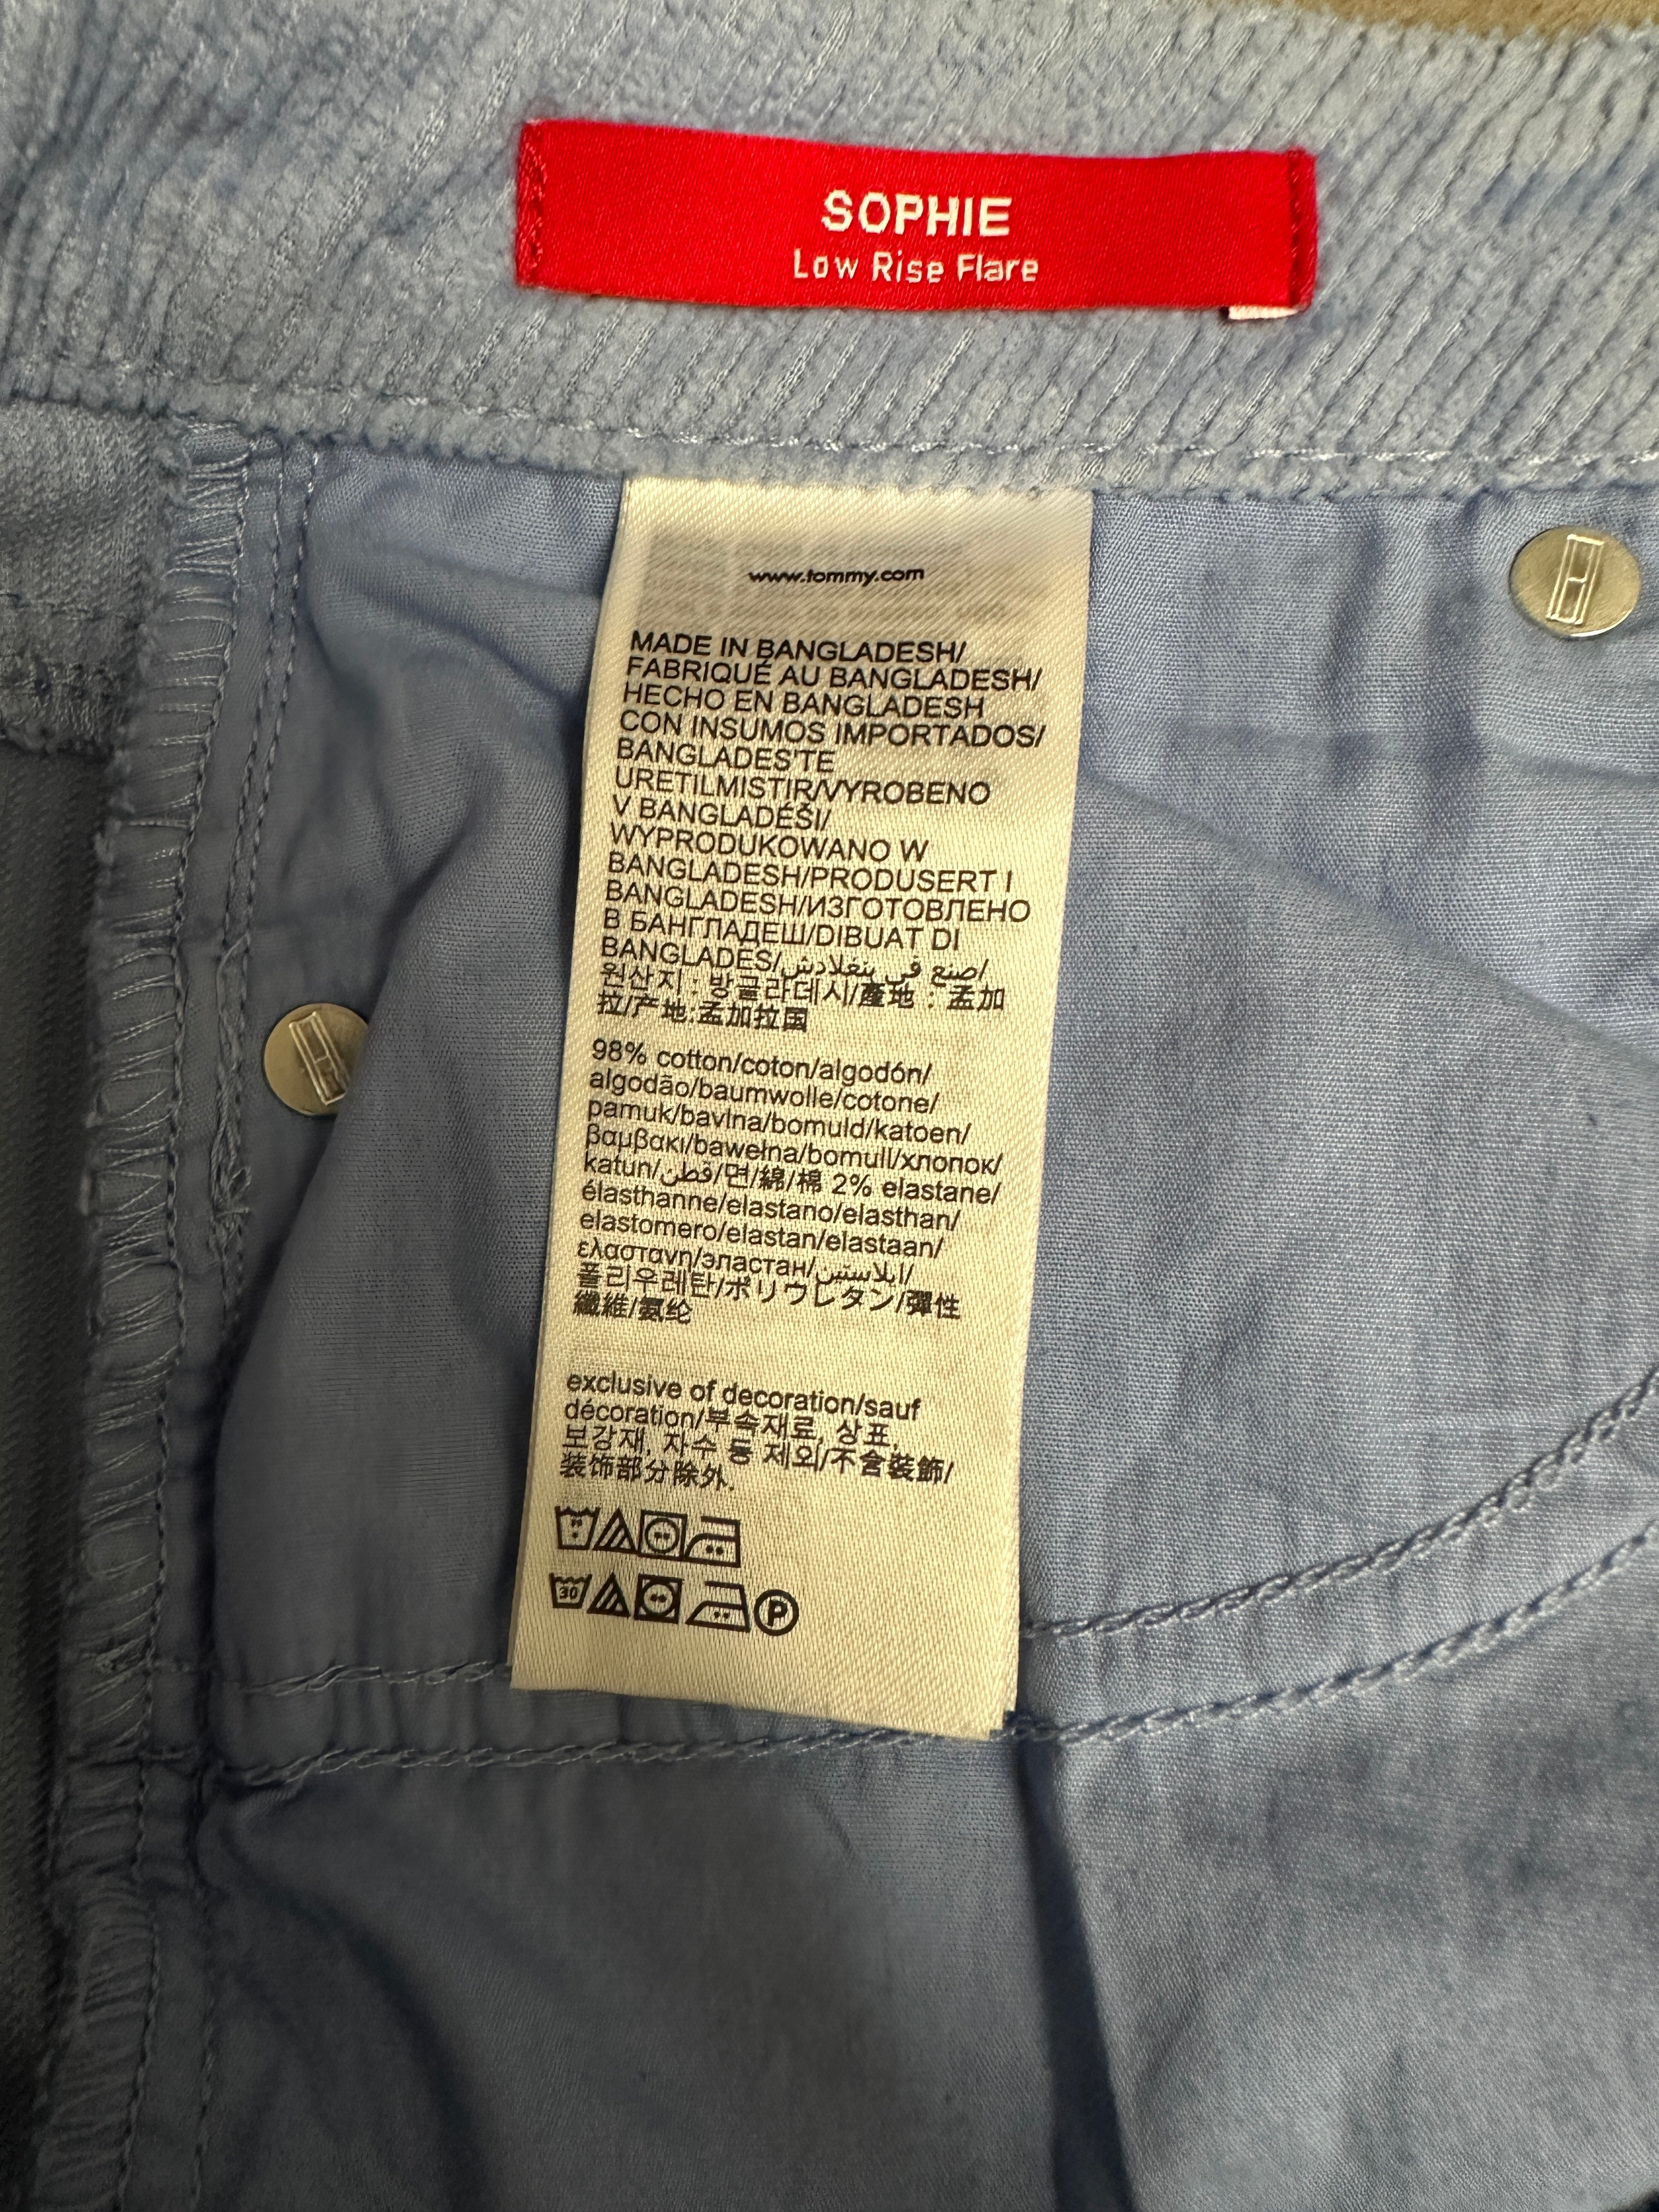 SOPHIE
Low Rise Flare
www.tommy.com
MADE IN BANGLADESH/
FABRIQUÉ AU BANGLADESH/
HECHO EN BANGLADESH
CON INSUMOS IMPORTADOS/
BANGLADES'TE
URETILMISTIR/VYROBENO
V BANGLADÉŠI/
WYPRODUKOWANO W
BANGLADESH/PRODUSERT I
BANGLADESH/ИЗГОТОВЛЕНО
В БАНГЛАДЕШ/DIBUAT DI
BANGLADES/صنع في بنغلادش/
원산지 : 방글라데시/產地 : 孟加
拉/产地:孟加拉国
98% cotton/coton/algodón/
algodão/baumwolle/cotone/
pamuk/bavlna/bomuld/katoen/
βαμβακι/bawełna/bomull/хлопок/
katun/قطن/면/綿/棉 2% elastane/
élasthanne/elastano/elasthan/
elastomero/elastan/elastaan/
ελαστανη/эластан/ايلاستين/
폴리우레탄/ポリウレタン/彈性
纖維/氨纶
exclusive of decoration/sauf
décoration/부속재료, 상표,
보강재, 자수 등 제외/不含裝飾/
装饰部分除外.
30
P